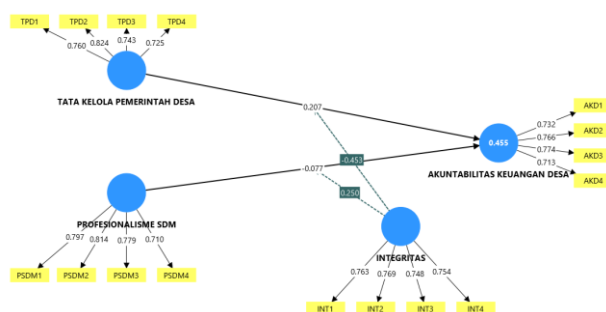 TPD1 TPD2 TPD3 TPD4
0.760 0.824 0.743 0.725
TATA KELOLA PEMERINTAH DESA
0.207
0.455
AKUNTABILITAS KEUANGAN DESA
AKD1
0.732
AKD2
0.766
AKD3
0.774
AKD4
0.713
-0.453
-0.077
0.250
PROFESIONALISME SDM
0.797 0.814 0.779 0.710
PSDM1 PSDM2 PSDM3 PSDM4
INTEGRITAS
0.763 0.769 0.748 0.754
INT1 INT2 INT3 INT4